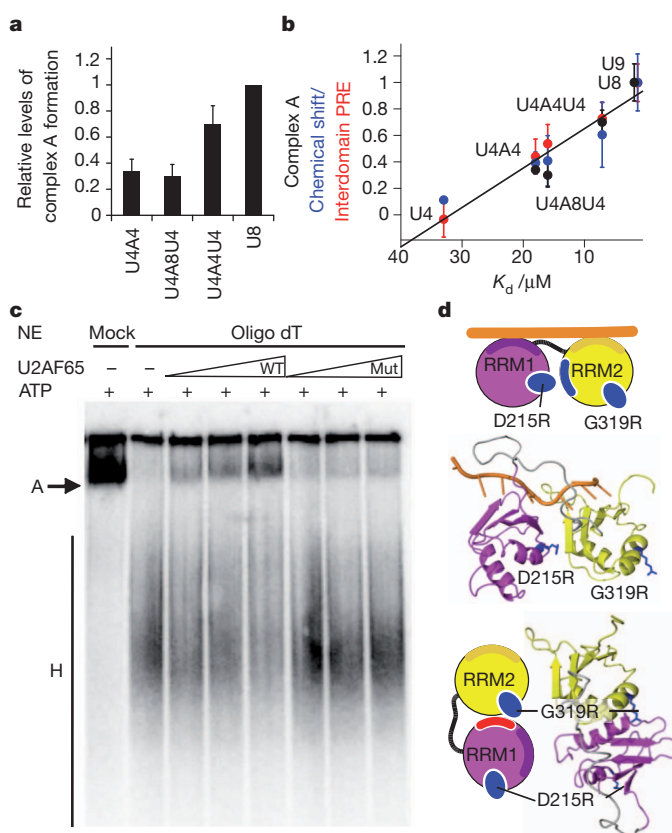 a
Relative levels of
complex A formation
1.2
1
0.8
0.6
0.4
0.2
0
U4A4
U4A8U4
U4A4U4
U8
b
Complex A
Chemical shift/
Interdomain PRE
1.2
1.0
0.8
0.6
0.4
0.2
0
U9
U8
U4A4U4
U4A4
U4A8U4
U4
40
30
20
10
Kd /μM
c
NE Mock Oligo dT
U2AF65 – – WT Mut
ATP + + + + + + + +
A
H
d
RRM1 RRM2
D215R
G319R
D215R
G319R
RRM2
G319R
RRM1
D215R